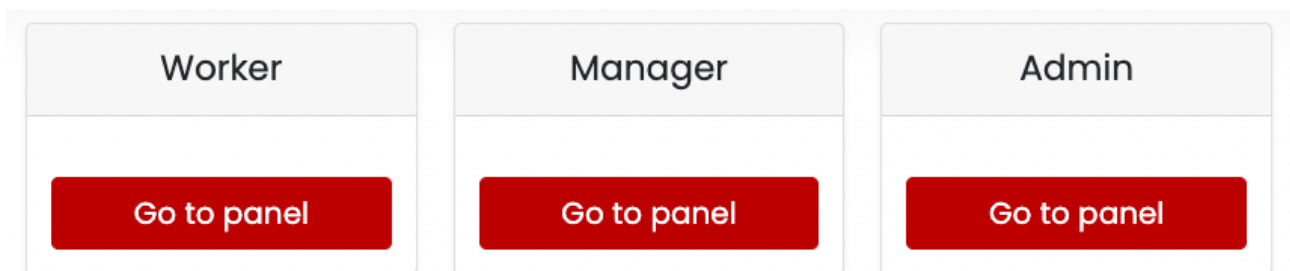 Worker
Manager
Admin
Go to panel
Go to panel
Go to panel